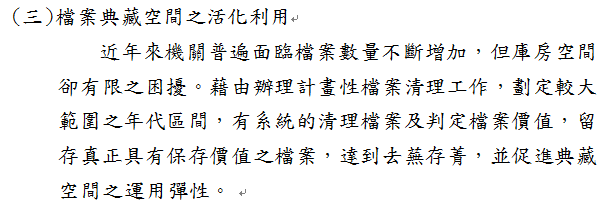 (三)檔案典藏空間之活化利用
近年來機關普遍面臨檔案數量不斷增加，但庫房空間
卻有限之困擾。藉由辦理計畫性檔案清理工作，劃定較大
範圍之年代區間，有系統的清理檔案及判定檔案價值，留
存真正具有保存價值之檔案，達到去蕪存菁，並促進典藏
空間之運用彈性。